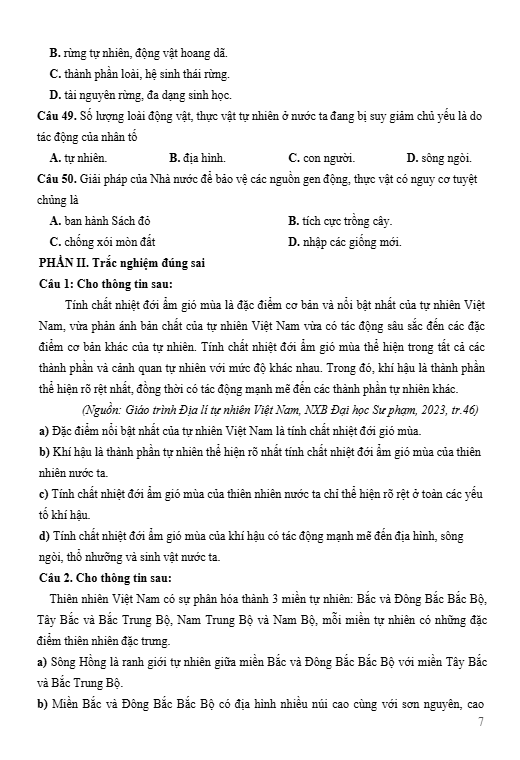 B. rừng tự nhiên, động vật hoang dã.
C. thành phần loài, hệ sinh thái rừng.
D. tài nguyên rừng, đa dạng sinh học.
Câu 49. Số lượng loài động vật, thực vật tự nhiên ở nước ta đang bị suy giảm chủ yếu là do
tác động của nhân tố
A. tự nhiên. B. địa hình. C. con người. D. sông ngòi.
Câu 50. Giải pháp của Nhà nước để bảo vệ các nguồn gen động, thực vật có nguy cơ tuyệt
chủng là
A. ban hành Sách đỏ B. tích cực trồng cây.
C. chống xói mòn đất D. nhập các giống mới.
PHẦN II. Trắc nghiệm đúng sai
Câu 1: Cho thông tin sau:
Tính chất nhiệt đới ẩm gió mùa là đặc điểm cơ bản và nổi bật nhất của tự nhiên Việt
Nam, vừa phản ánh bản chất của tự nhiên Việt Nam vừa có tác động sâu sắc đến các đặc
điểm cơ bản khác của tự nhiên. Tính chất nhiệt đới ẩm gió mùa thể hiện trong tất cả các
thành phần và cảnh quan tự nhiên với mức độ khác nhau. Trong đó, khí hậu là thành phần
thể hiện rõ rệt nhất, đồng thời có tác động mạnh mẽ đến các thành phần tự nhiên khác.
(Nguồn: Giáo trình Địa lí tự nhiên Việt Nam, NXB Đại học Sư phạm, 2023, tr.46)
a) Đặc điểm nổi bật nhất của tự nhiên Việt Nam là tính chất nhiệt đới gió mùa.
b) Khí hậu là thành phần tự nhiên thể hiện rõ nhất tính chất nhiệt đới ẩm gió mùa của thiên
nhiên nước ta.
c) Tính chất nhiệt đới ẩm gió mùa của thiên nhiên nước ta chỉ thể hiện rõ rệt ở toàn các yếu
tố khí hậu.
d) Tính chất nhiệt đới ẩm gió mùa của khí hậu có tác động mạnh mẽ đến địa hình, sông
ngòi, thổ nhưỡng và sinh vật nước ta.
Câu 2. Cho thông tin sau:
Thiên nhiên Việt Nam có sự phân hóa thành 3 miền tự nhiên: Bắc và Đông Bắc Bắc Bộ,
Tây Bắc và Bắc Trung Bộ, Nam Trung Bộ và Nam Bộ, mỗi miền tự nhiên có những đặc
điểm thiên nhiên đặc trưng.
a) Sông Hồng là ranh giới tự nhiên giữa miền Bắc và Đông Bắc Bắc Bộ với miền Tây Bắc
và Bắc Trung Bộ.
b) Miền Bắc và Đông Bắc Bắc Bộ có địa hình nhiều núi cao cùng với sơn nguyên, cao
7